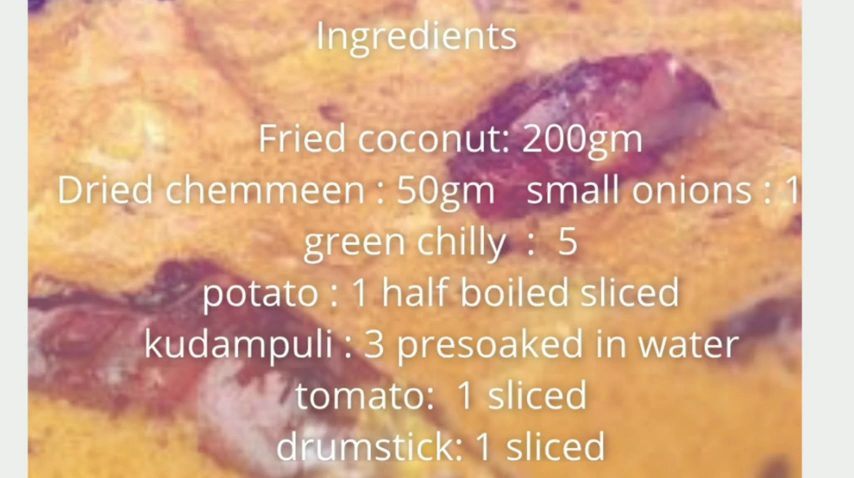 Ingredients
Fried coconut: 200gm
Dried chemmeen : 50gm small onions : 1
green chilly : 5
potato : 1 half boiled sliced
kudampuli : 3 presoaked in water
tomato: 1 sliced
drumstick: 1 sliced